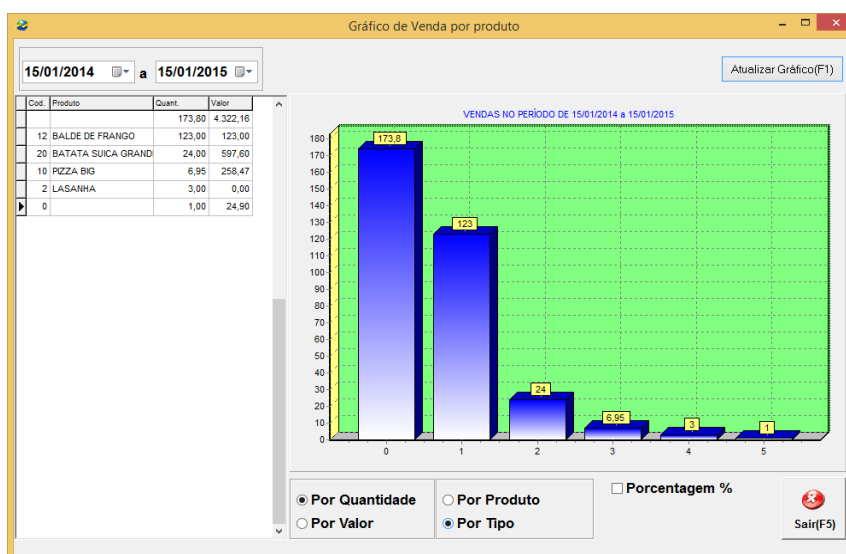 Gráfico de Venda por produto
15/01/2014 a 15/01/2015
Atualizar Gráfico(F1)
Cod. Produto Quant. Valor
173,80 4.322,16
12 BALDE DE FRANGO 123,00 123,00
20 BATATA SUICA GRANDI 24,00 597,60
10 PIZZA BIG 6,95 258,47
2 LASANHA 3,00 0,00
0 1,00 24,90
VENDAS NO PERÍODO DE 15/01/2014 a 15/01/2015
180
170
160
150
140
130
120
110
100
90
80
70
60
50
40
30
20
10
0
173,8
123
24
6,95
3
1
0 1 2 3 4 5
Por Quantidade
Por Valor
Por Produto
Por Tipo
Porcentagem %
Sair(F5)